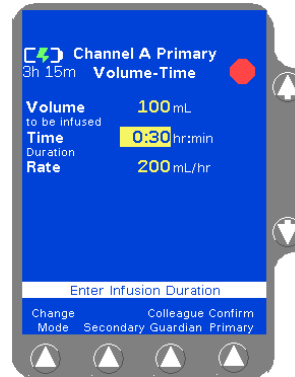 Channel A Primary
3h 15m Volume-Time
Volume 100 mL
to be infused
Time 0:30 hr:min
Duration
Rate 200 mL/hr
Enter Infusion Duration
Change Colleague Confirm
Mode Secondary Guardian Primary